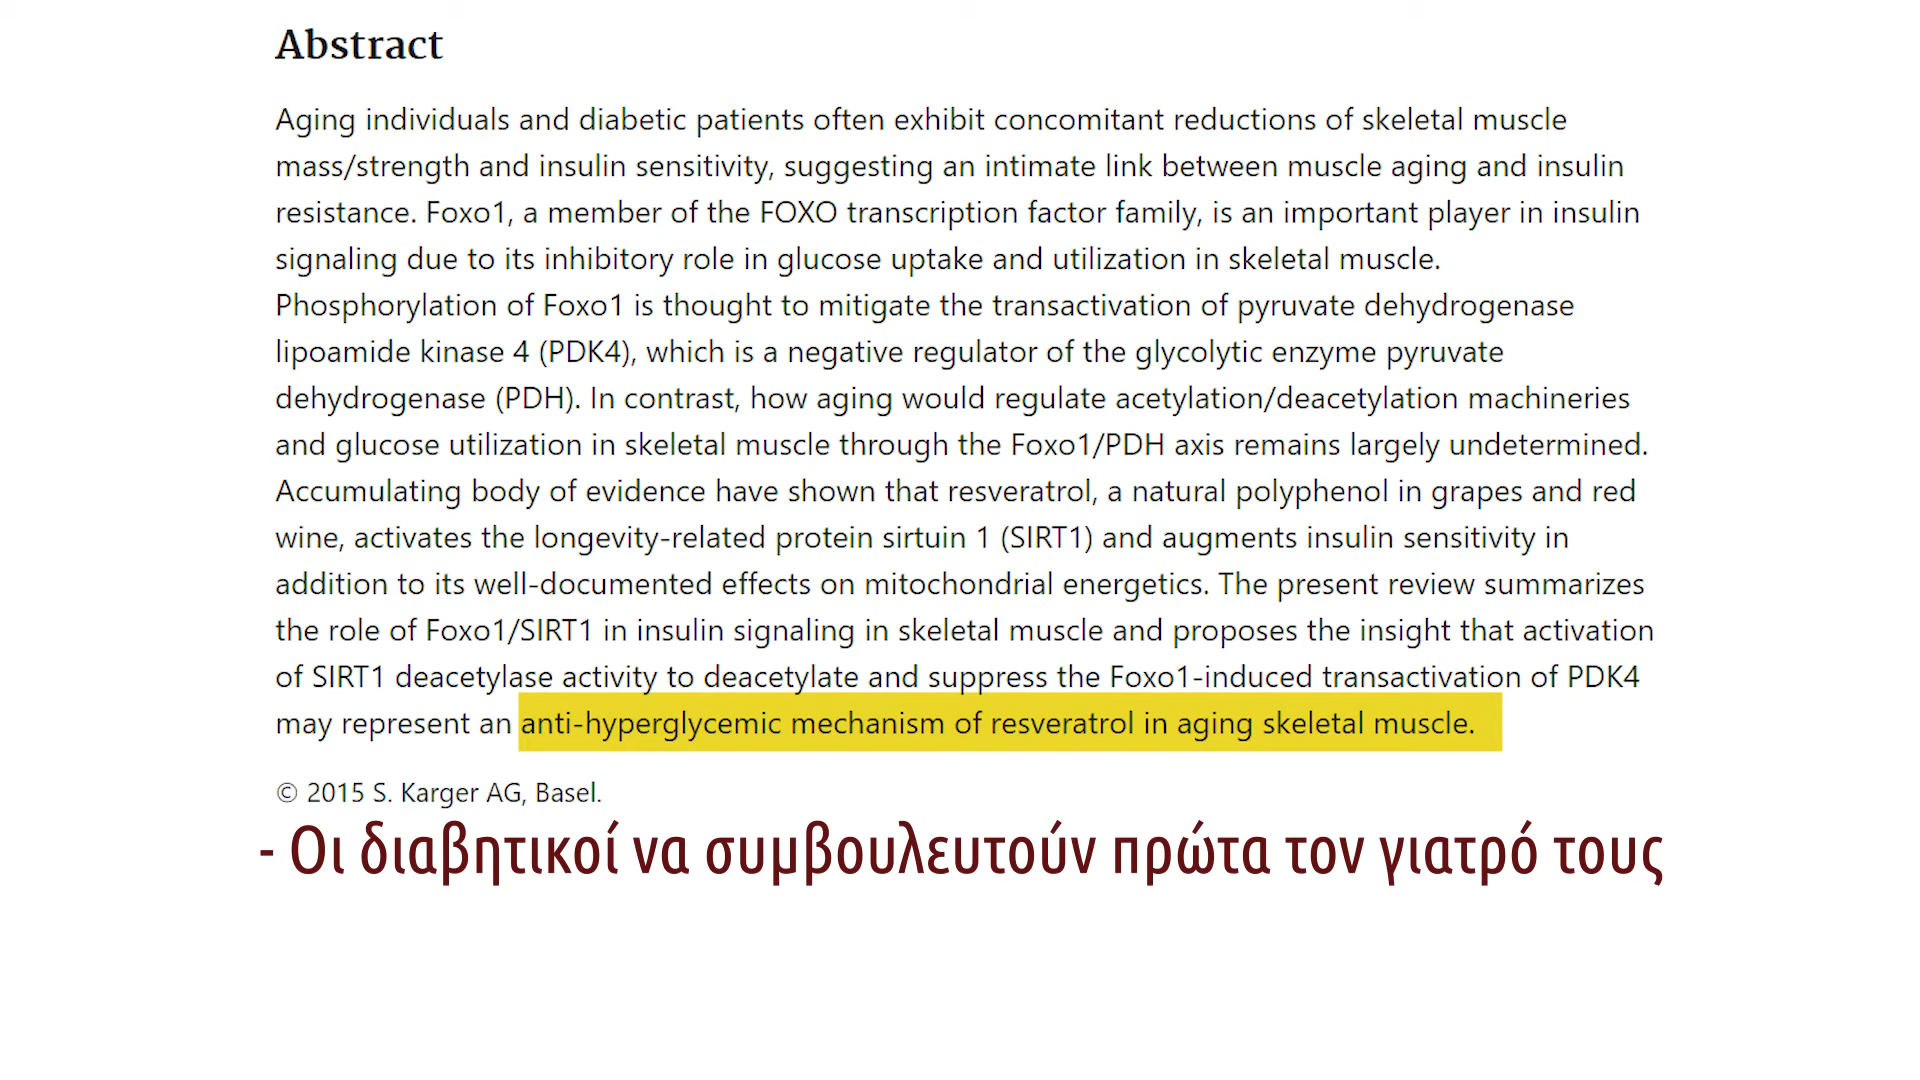 Abstract
Aging individuals and diabetic patients often exhibit concomitant reductions of skeletal muscle
mass/strength and insulin sensitivity, suggesting an intimate link between muscle aging and insulin
resistance. Foxo1, a member of the FOXO transcription factor family, is an important player in insulin
signaling due to its inhibitory role in glucose uptake and utilization in skeletal muscle.
Phosphorylation of Foxo1 is thought to mitigate the transactivation of pyruvate dehydrogenase
lipoamide kinase 4 (PDK4), which is a negative regulator of the glycolytic enzyme pyruvate
dehydrogenase (PDH). In contrast, how aging would regulate acetylation/deacetylation machineries
and glucose utilization in skeletal muscle through the Foxo1/PDH axis remains largely undetermined.
Accumulating body of evidence have shown that resveratrol, a natural polyphenol in grapes and red
wine, activates the longevity-related protein sirtuin 1 (SIRT1) and augments insulin sensitivity in
addition to its well-documented effects on mitochondrial energetics. The present review summarizes
the role of Foxo1/SIRT1 in insulin signaling in skeletal muscle and proposes the insight that activation
of SIRT1 deacetylase activity to deacetylate and suppress the Foxo1-induced transactivation of PDK4
may represent an anti-hyperglycemic mechanism of resveratrol in aging skeletal muscle.
© 2015 S. Karger AG, Basel.
- Οι διαβητικοί να συμβουλευτούν πρώτα τον γιατρό τους